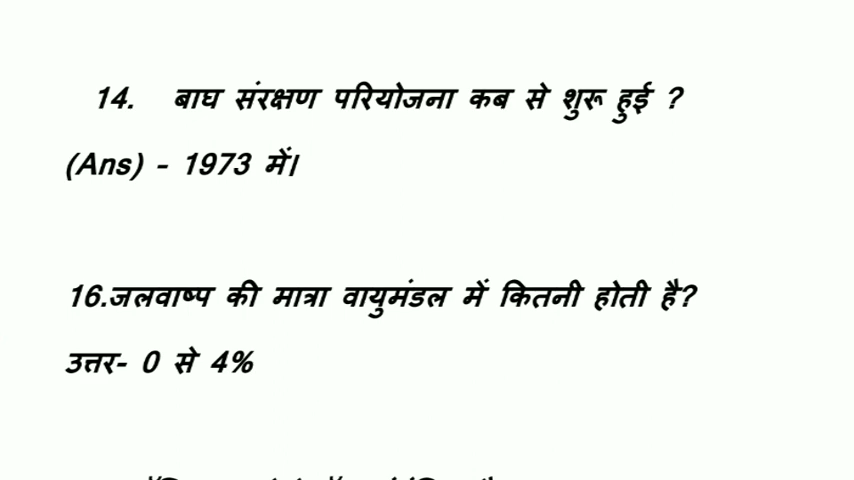 14. बाघ संरक्षण परियोजना कब से शुरू हुई ?
(Ans) - 1973 में।
16.जलवाष्प की मात्रा वायुमंडल में कितनी होती है?
उत्तर- 0 से 4%